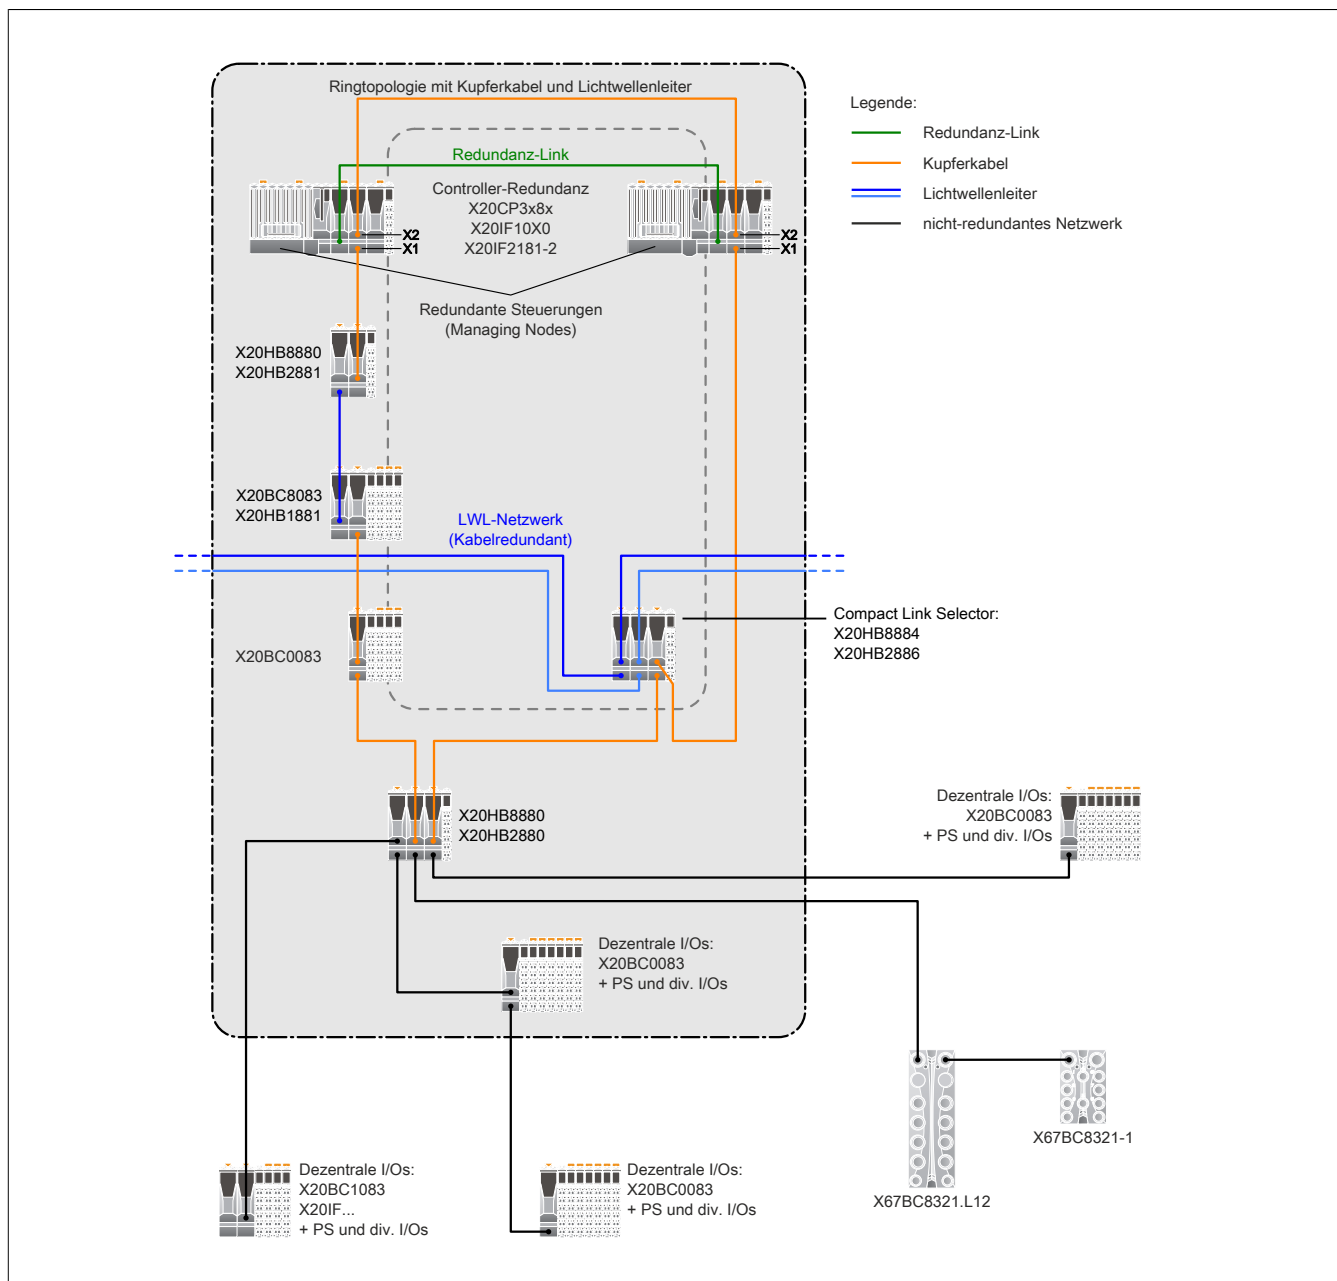 Ringtopologie mit Kupferkabel und Lichtwellenleiter
Legende:
Redundanz-Link
Kupferkabel
Lichtwellenleiter
nicht-redundantes Netzwerk
Redundanz-Link
Controller-Redundanz
X20CP3x8x
X20IF10X0
X20IF2181-2
X2
X1
X2
X1
Redundante Steuerungen
(Managing Nodes)
X20HB8880
X20HB2881
X20BC8083
X20HB1881
LWL-Netzwerk
(Kabelredundant)
Compact Link Selector:
X20HB8884
X20HB2886
X20BC0083
X20HB8880
X20HB2880
Dezentrale I/Os:
X20BC0083
+ PS und div. I/Os
Dezentrale I/Os:
X20BC0083
+ PS und div. I/Os
X67BC8321-1
X67BC8321.L12
Dezentrale I/Os:
X20BC1083
X20IF...
+ PS und div. I/Os
Dezentrale I/Os:
X20BC0083
+ PS und div. I/Os